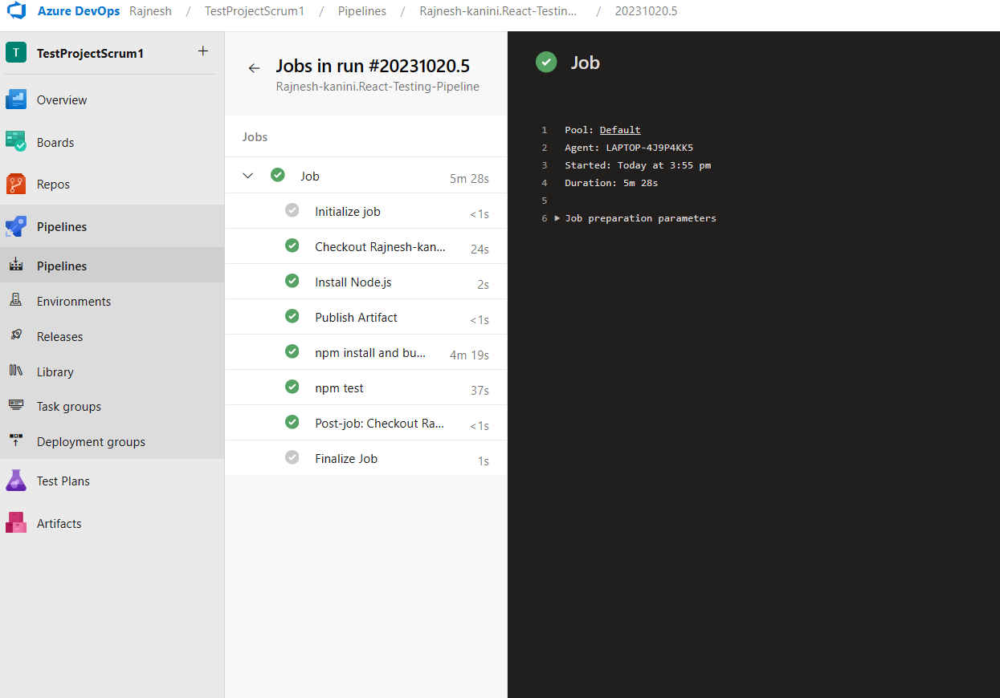 Azure DevOps Rajnesh / TestProjectScrum1 / Pipelines / Rajnesh-kanini.React-Testin... / 20231020.5
T TestProjectScrum1 +
Overview
Boards
Repos
Pipelines
Pipelines
Environments
Releases
Library
Task groups
Deployment groups
Test Plans
Artifacts
← Jobs in run #20231020.5
Rajnesh-kanini.React-Testing-Pipeline
Jobs
Job 5m 28s
Initialize job <1s
Checkout Rajnesh-kan... 24s
Install Node.js 2s
Publish Artifact <1s
npm install and bu... 4m 19s
npm test 37s
Post-job: Checkout Ra... <1s
Finalize Job 1s
Job
1 Pool: Default
2 Agent: LAPTOP-4J9P4KK5
3 Started: Today at 3:55 pm
4 Duration: 5m 28s
5
6 Job preparation parameters